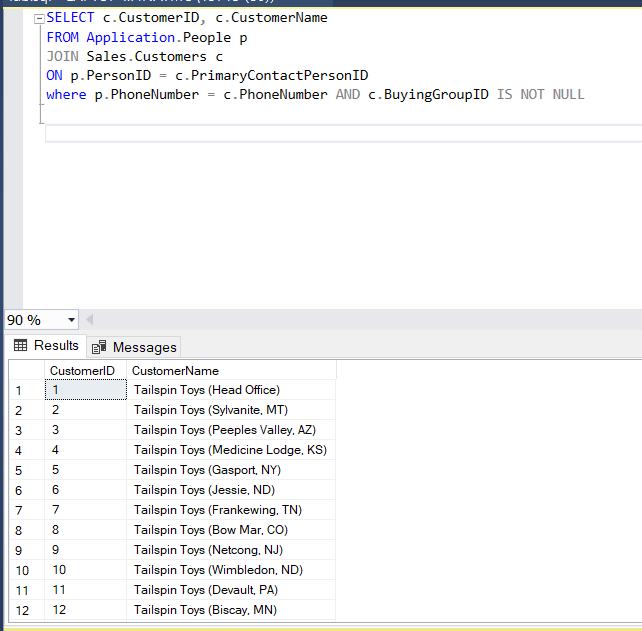 SELECT c.CustomerID, c.CustomerName
FROM Application.People p
JOIN Sales.Customers c
ON p.PersonID = c.PrimaryContactPersonID
where p.PhoneNumber = c.PhoneNumber AND c.BuyingGroupID IS NOT NULL
90 %
Results Messages
CustomerID CustomerName
1 1 Tailspin Toys (Head Office)
2 2 Tailspin Toys (Sylvanite, MT)
3 3 Tailspin Toys (Peeples Valley, AZ)
4 4 Tailspin Toys (Medicine Lodge, KS)
5 5 Tailspin Toys (Gasport, NY)
6 6 Tailspin Toys (Jessie, ND)
7 7 Tailspin Toys (Frankewing, TN)
8 8 Tailspin Toys (Bow Mar, CO)
9 9 Tailspin Toys (Netcong, NJ)
10 10 Tailspin Toys (Wimbledon, ND)
11 11 Tailspin Toys (Devault, PA)
12 12 Tailspin Toys (Biscay, MN)